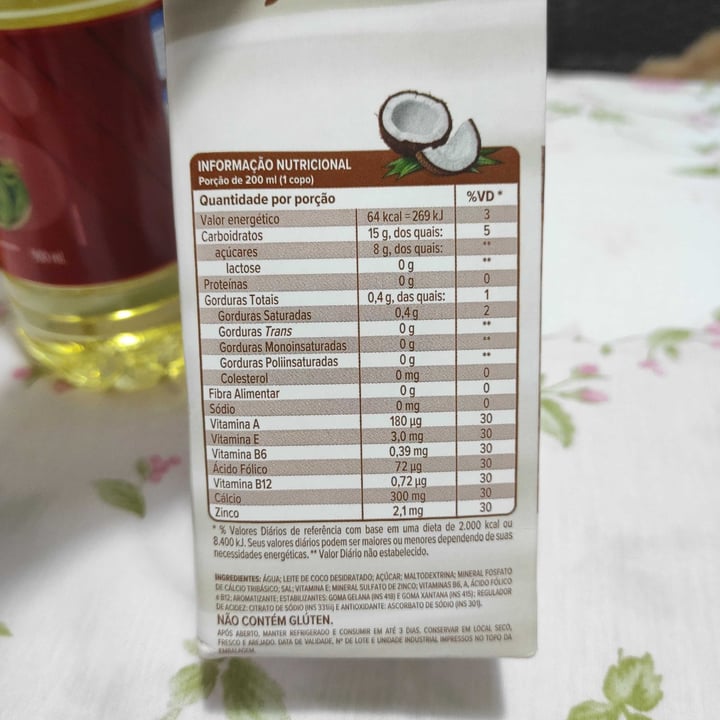 INFORMAÇÃO NUTRICIONAL
Porção de 200 ml (1 copo)
Quantidade por porção %VD *
Valor energético 64 kcal = 269 kJ 3
Carboidratos 15 g, dos quais: 5
açúcares 8 g, dos quais: **
lactose 0 g **
Proteínas 0 g 0
Gorduras Totais 0,4 g, das quais: 1
Gorduras Saturadas 0,4 g 2
Gorduras Trans 0 g **
Gorduras Monoinsaturadas 0 g **
Gorduras Poliinsaturadas 0 g **
Colesterol 0 mg 0
Fibra Alimentar 0 g 0
Sódio 0 mg 0
Vitamina A 180 µg 30
Vitamina E 3,0 mg 30
Vitamina B6 0,39 mg 30
Ácido Fólico 72 µg 30
Vitamina B12 0,72 µg 30
Cálcio 300 mg 30
Zinco 2,1 mg 30
* % Valores Diários de referência com base em uma dieta de 2.000 kcal ou
8.400 kJ. Seus valores diários podem ser maiores ou menores dependendo de suas
necessidades energéticas. ** Valor Diário não estabelecido.
INGREDIENTES: ÁGUA; LEITE DE COCO DESIDRATADO; AÇÚCAR; MALTODEXTRINA; MINERAL FOSFATO
DE CÁLCIO TRIBÁSICO; SAL; VITAMINA E; MINERAL SULFATO DE ZINCO; VITAMINAS B6, A, ÁCIDO FÓLICO
e B12; AROMATIZANTE; ESTABILIZANTES: GOMA GELANA (INS 418) E GOMA XANTANA (INS 415); REGULADOR
DE ACIDEZ: CITRATO DE SÓDIO (INS 331iii) E ANTIOXIDANTE: ASCORBATO DE SÓDIO (INS 301).
NÃO CONTÉM GLÚTEN.
APÓS ABERTO, MANTER REFRIGERADO E CONSUMIR EM ATÉ 3 DIAS. CONSERVAR EM LOCAL SECO,
FRESCO E AREJADO. DATA DE VALIDADE, Nº DE LOTE E UNIDADE INDUSTRIAL IMPRESSOS NO TOPO DA
EMBALAGEM.